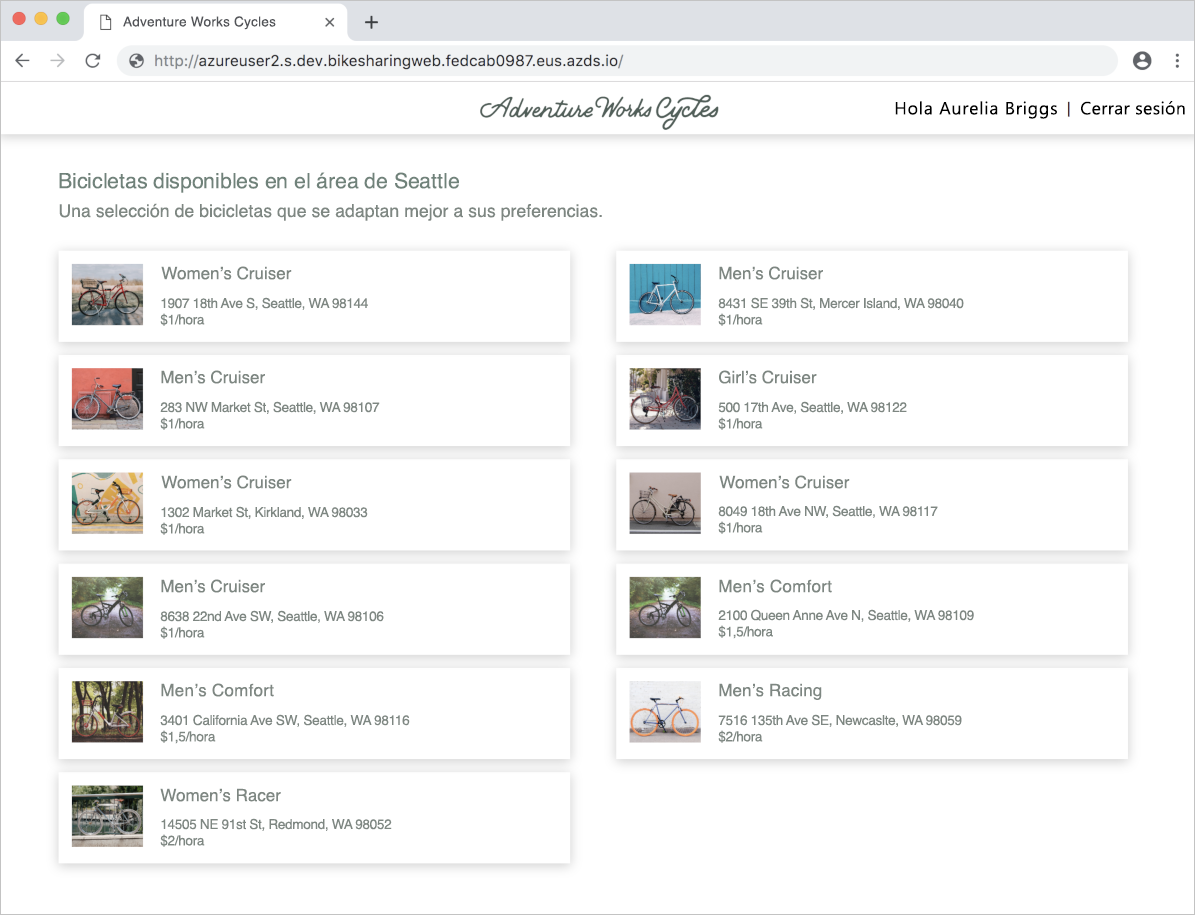 Adventure Works Cycles
http://azureuser2.s.dev.bikesharingweb.fedcab0987.eus.azds.io/
Adventure Works Cycles
Hola Aurelia Briggs | Cerrar sesión
Bicicletas disponibles en el área de Seattle
Una selección de bicicletas que se adaptan mejor a sus preferencias.
Women's Cruiser
1907 18th Ave S, Seattle, WA 98144
$1/hora
Men's Cruiser
8431 SE 39th St, Mercer Island, WA 98040
$1/hora
Men's Cruiser
283 NW Market St, Seattle, WA 98107
$1/hora
Girl's Cruiser
500 17th Ave, Seattle, WA 98122
$1/hora
Women's Cruiser
1302 Market St, Kirkland, WA 98033
$1/hora
Women's Cruiser
8049 18th Ave NW, Seattle, WA 98117
$1/hora
Men's Cruiser
8638 22nd Ave SW, Seattle, WA 98106
$1/hora
Men's Comfort
2100 Queen Anne Ave N, Seattle, WA 98109
$1,5/hora
Men's Comfort
3401 California Ave SW, Seattle, WA 98116
$1,5/hora
Men's Racing
7516 135th Ave SE, Newcaslte, WA 98059
$2/hora
Women's Racer
14505 NE 91st St, Redmond, WA 98052
$2/hora